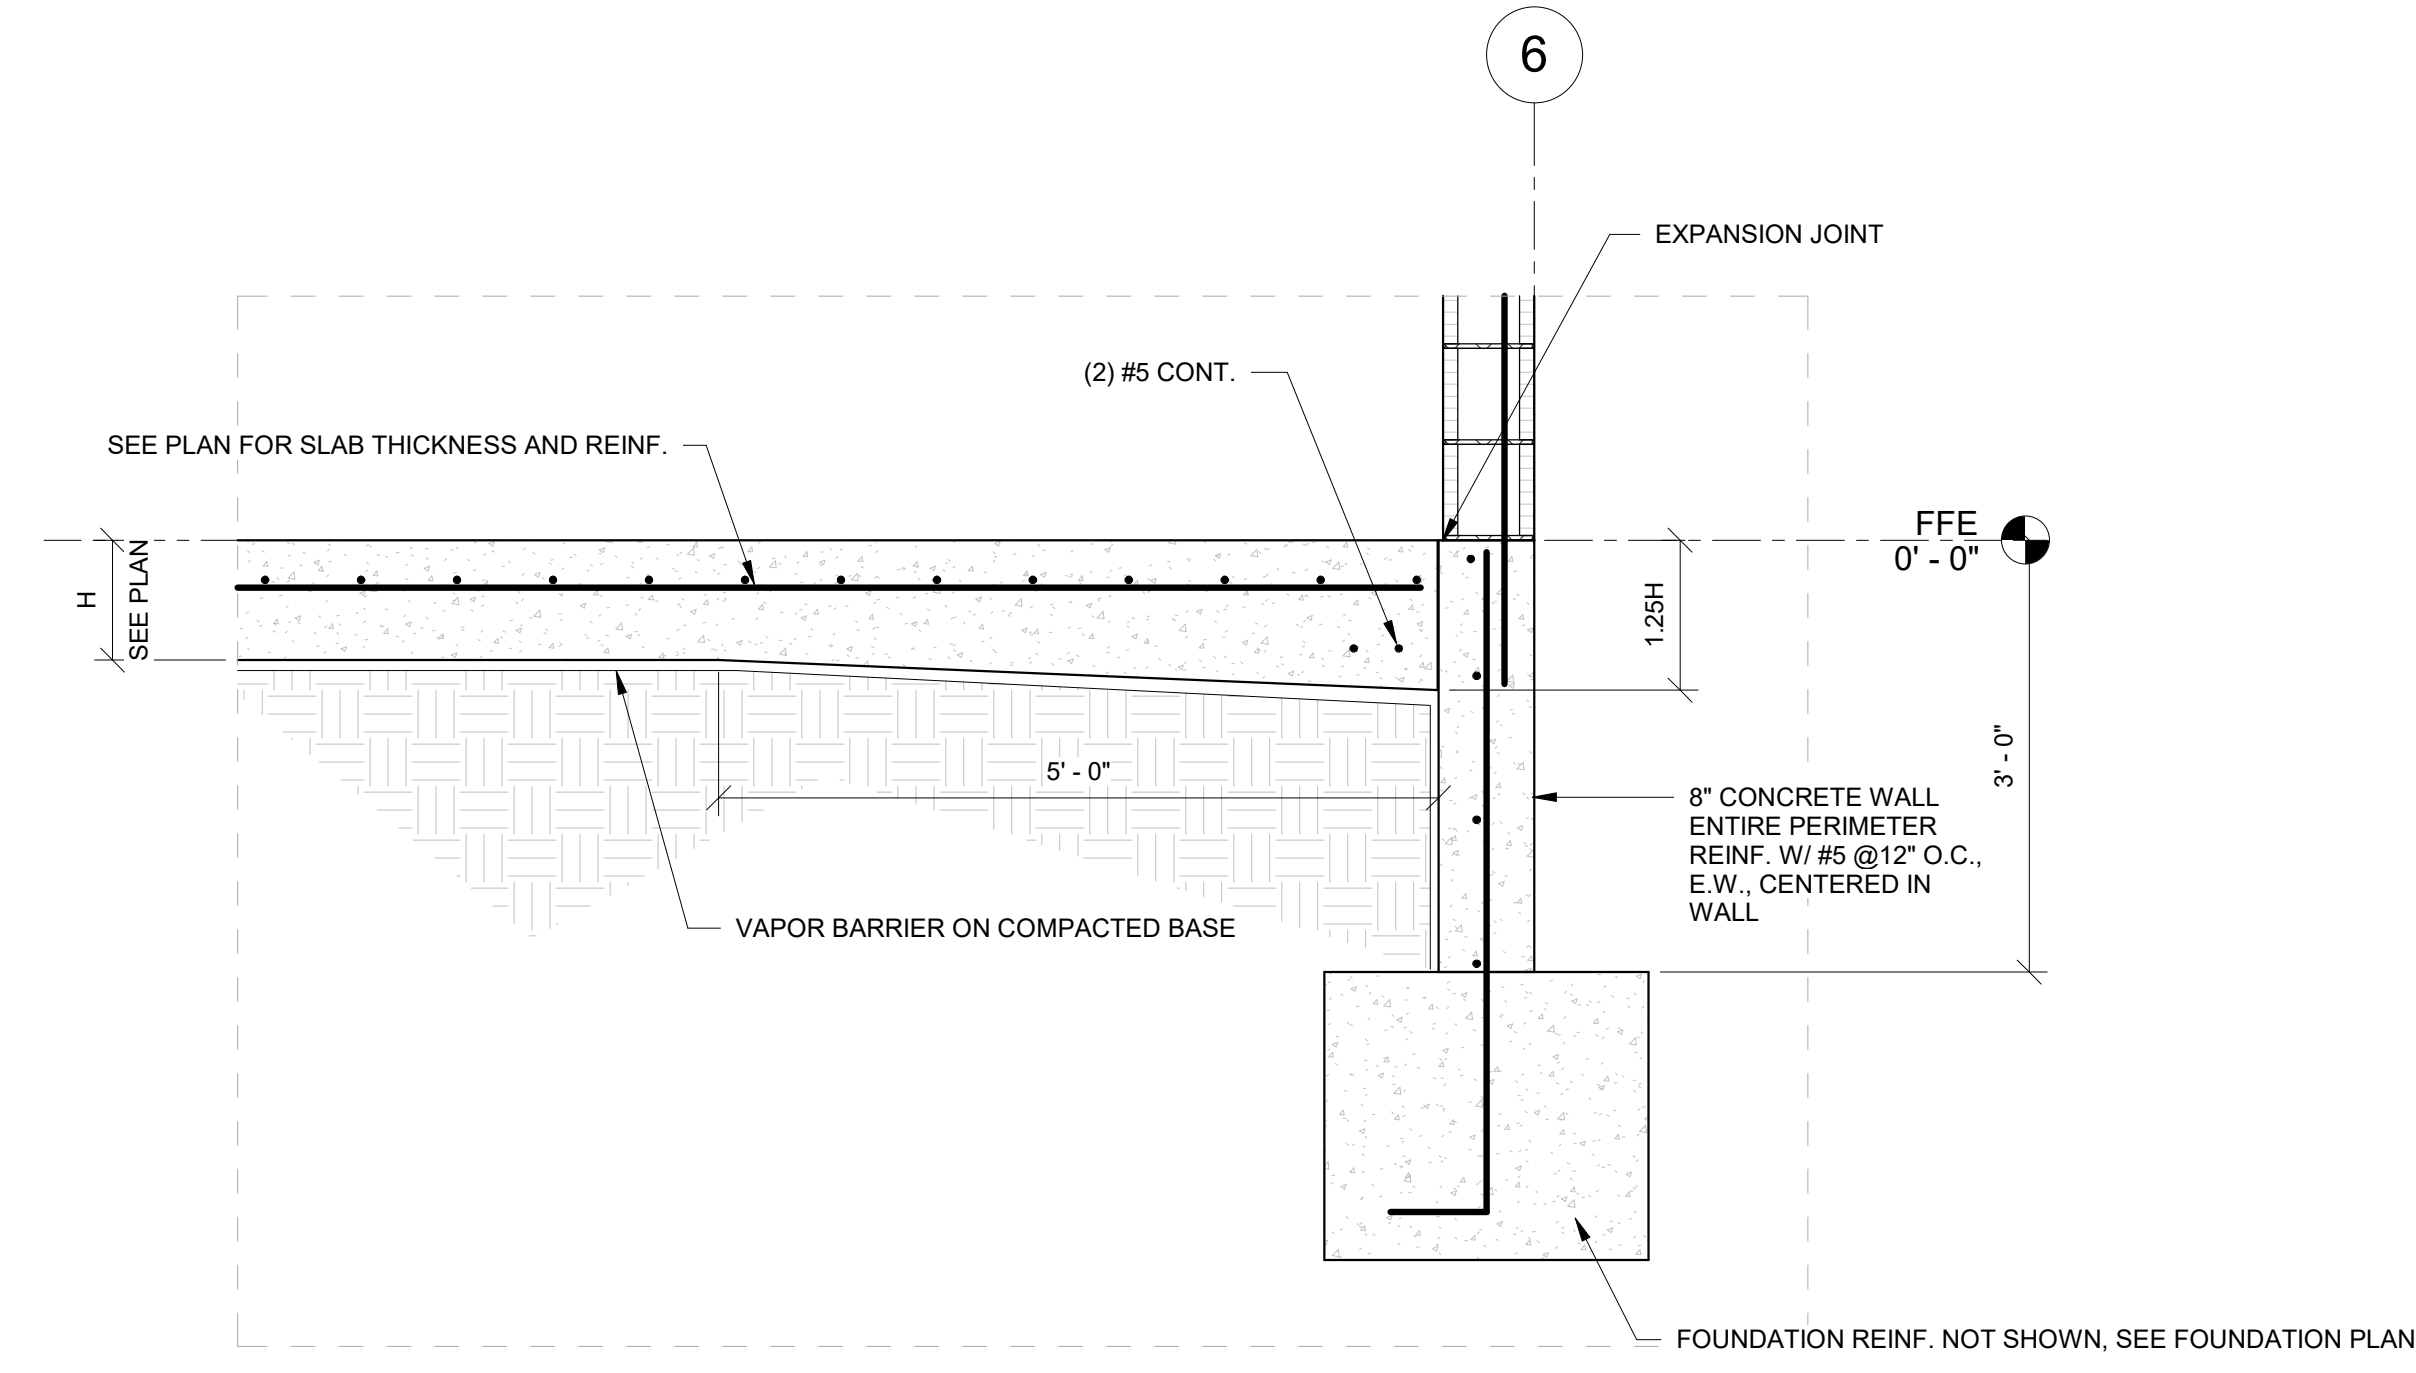 6
EXPANSION JOINT
(2) #5 CONT.
SEE PLAN FOR SLAB THICKNESS AND REINF.
FFE
0' - 0"
H
SEE PLAN
1.25H
3' - 0"
5' - 0"
8" CONCRETE WALL
ENTIRE PERIMETER
REINF. W/ #5 @12" O.C.,
E.W., CENTERED IN
WALL
VAPOR BARRIER ON COMPACTED BASE
FOUNDATION REINF. NOT SHOWN, SEE FOUNDATION PLAN